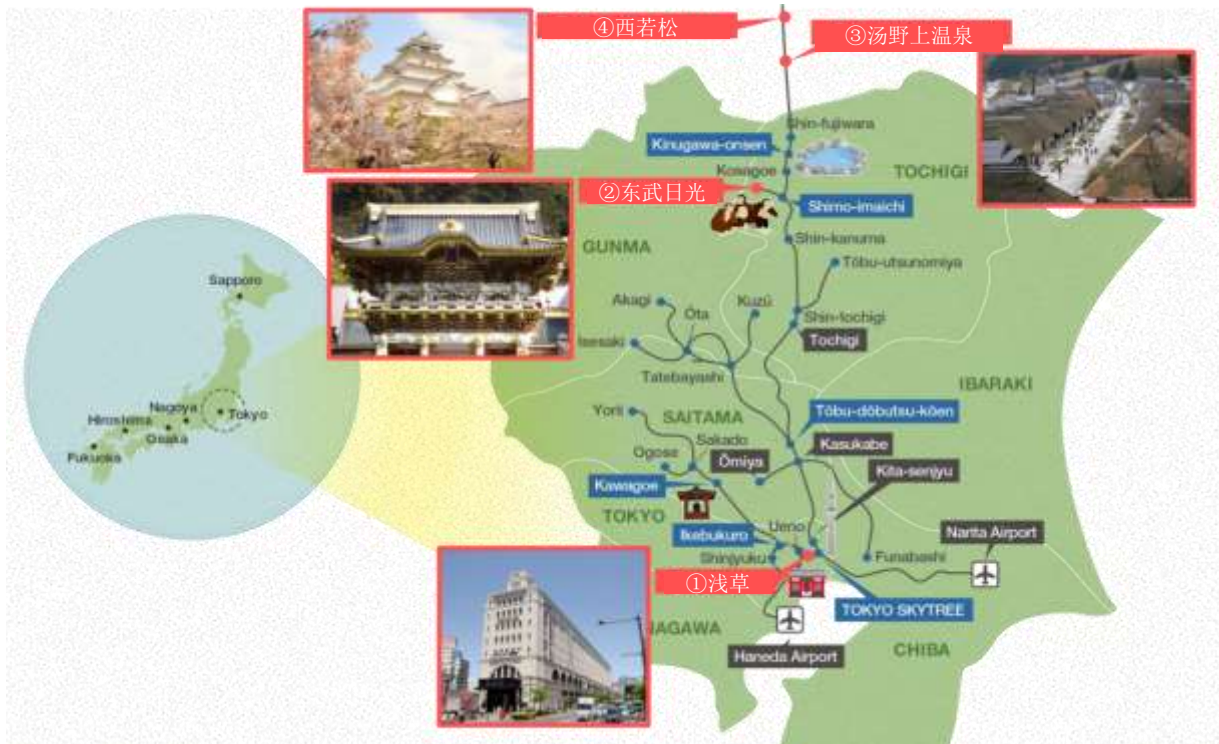 ④西若松
③汤野上温泉
Shin-fujiwara
Kinugawa-onsen
TOCHIGI
②东武日光
Shimo-imaichi
GUNMA
Shin-kanuma
Tōbu-utsunomiya
Sapporo
Akagi
Kuzū
Ōta
Shin-tochigi
Isesaki
Tochigi
Tatebayashi
IBARAKI
Nagoya
Tokyo
Hiroshima
Osaka
Fukuoka
Yorii
SAITAMA
Tōbu-dōbutsu-kōen
Sakado
Kasukabe
Ogose
Ōmiya
Kita-senjyu
Kawagoe
TOKYO
Ueno
Ikebukuro
Narita Airport
Shinjyuku
Funabashi
①浅草
TOKYO SKYTREE
NAGAWA
CHIBA
Haneda Airport